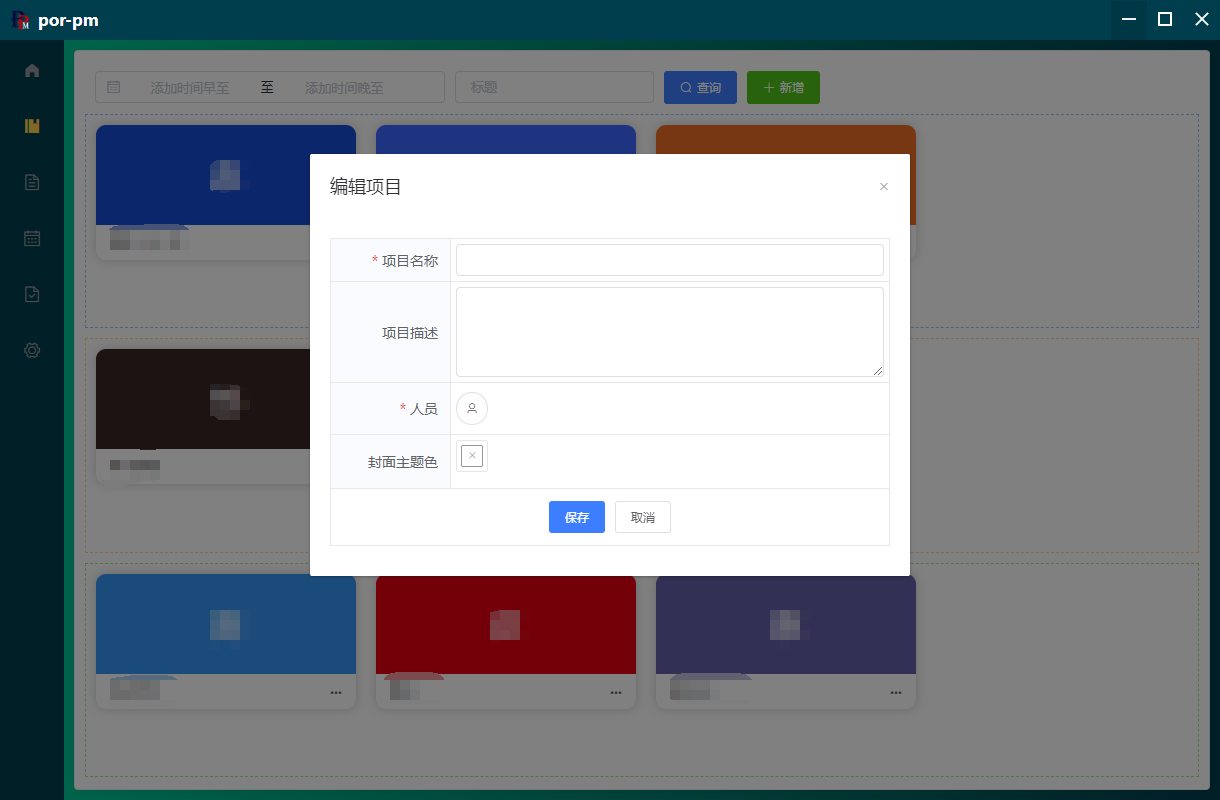 por-pm
添加时间早至 至 添加时间晚至 标题 查询 新增
编辑项目
* 项目名称
项目描述
* 人员
封面主题色
保存 取消